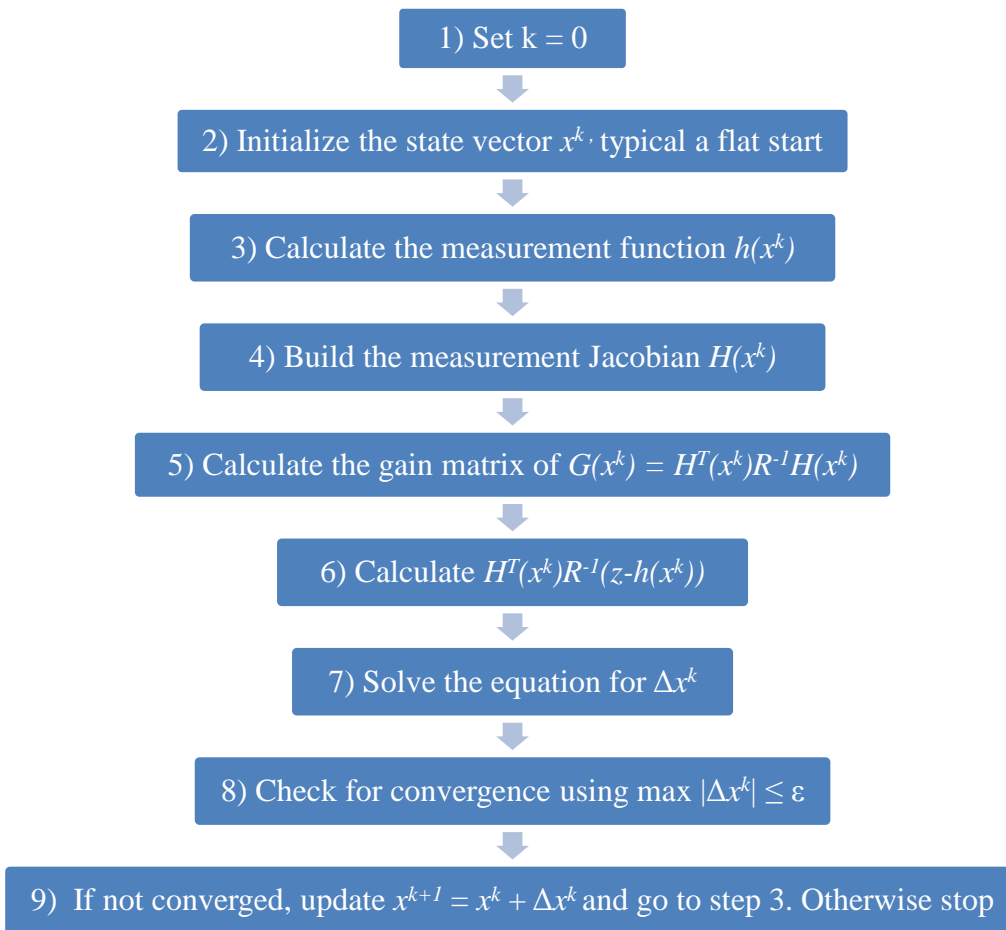 1) Set k = 0
2) Initialize the state vector x^k, typical a flat start
3) Calculate the measurement function h(x^k)
4) Build the measurement Jacobian H(x^k)
5) Calculate the gain matrix of G(x^k) = H^T(x^k)R^-1H(x^k)
6) Calculate H^T(x^k)R^-1(z-h(x^k))
7) Solve the equation for Δx^k
8) Check for convergence using max |Δx^k| ≤ ε
9) If not converged, update x^k+1 = x^k + Δx^k and go to step 3. Otherwise stop